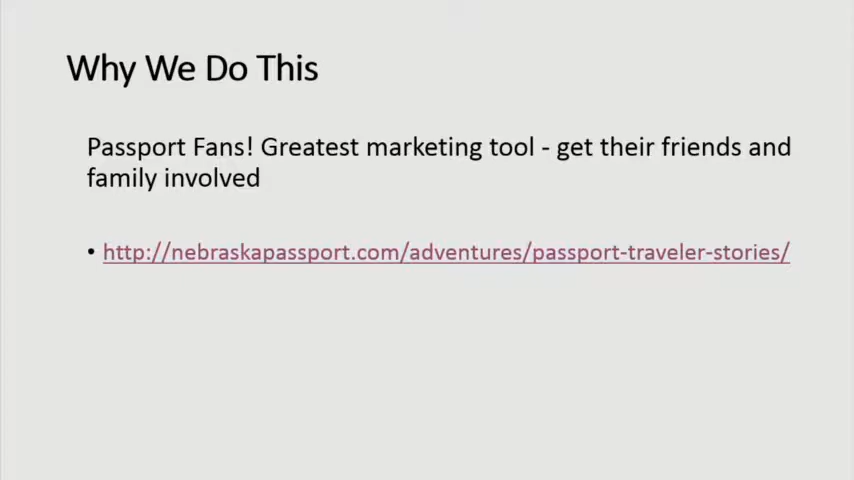 Why We Do This
Passport Fans! Greatest marketing tool - get their friends and
family involved
• http://nebraskapassport.com/adventures/passport-traveler-stories/